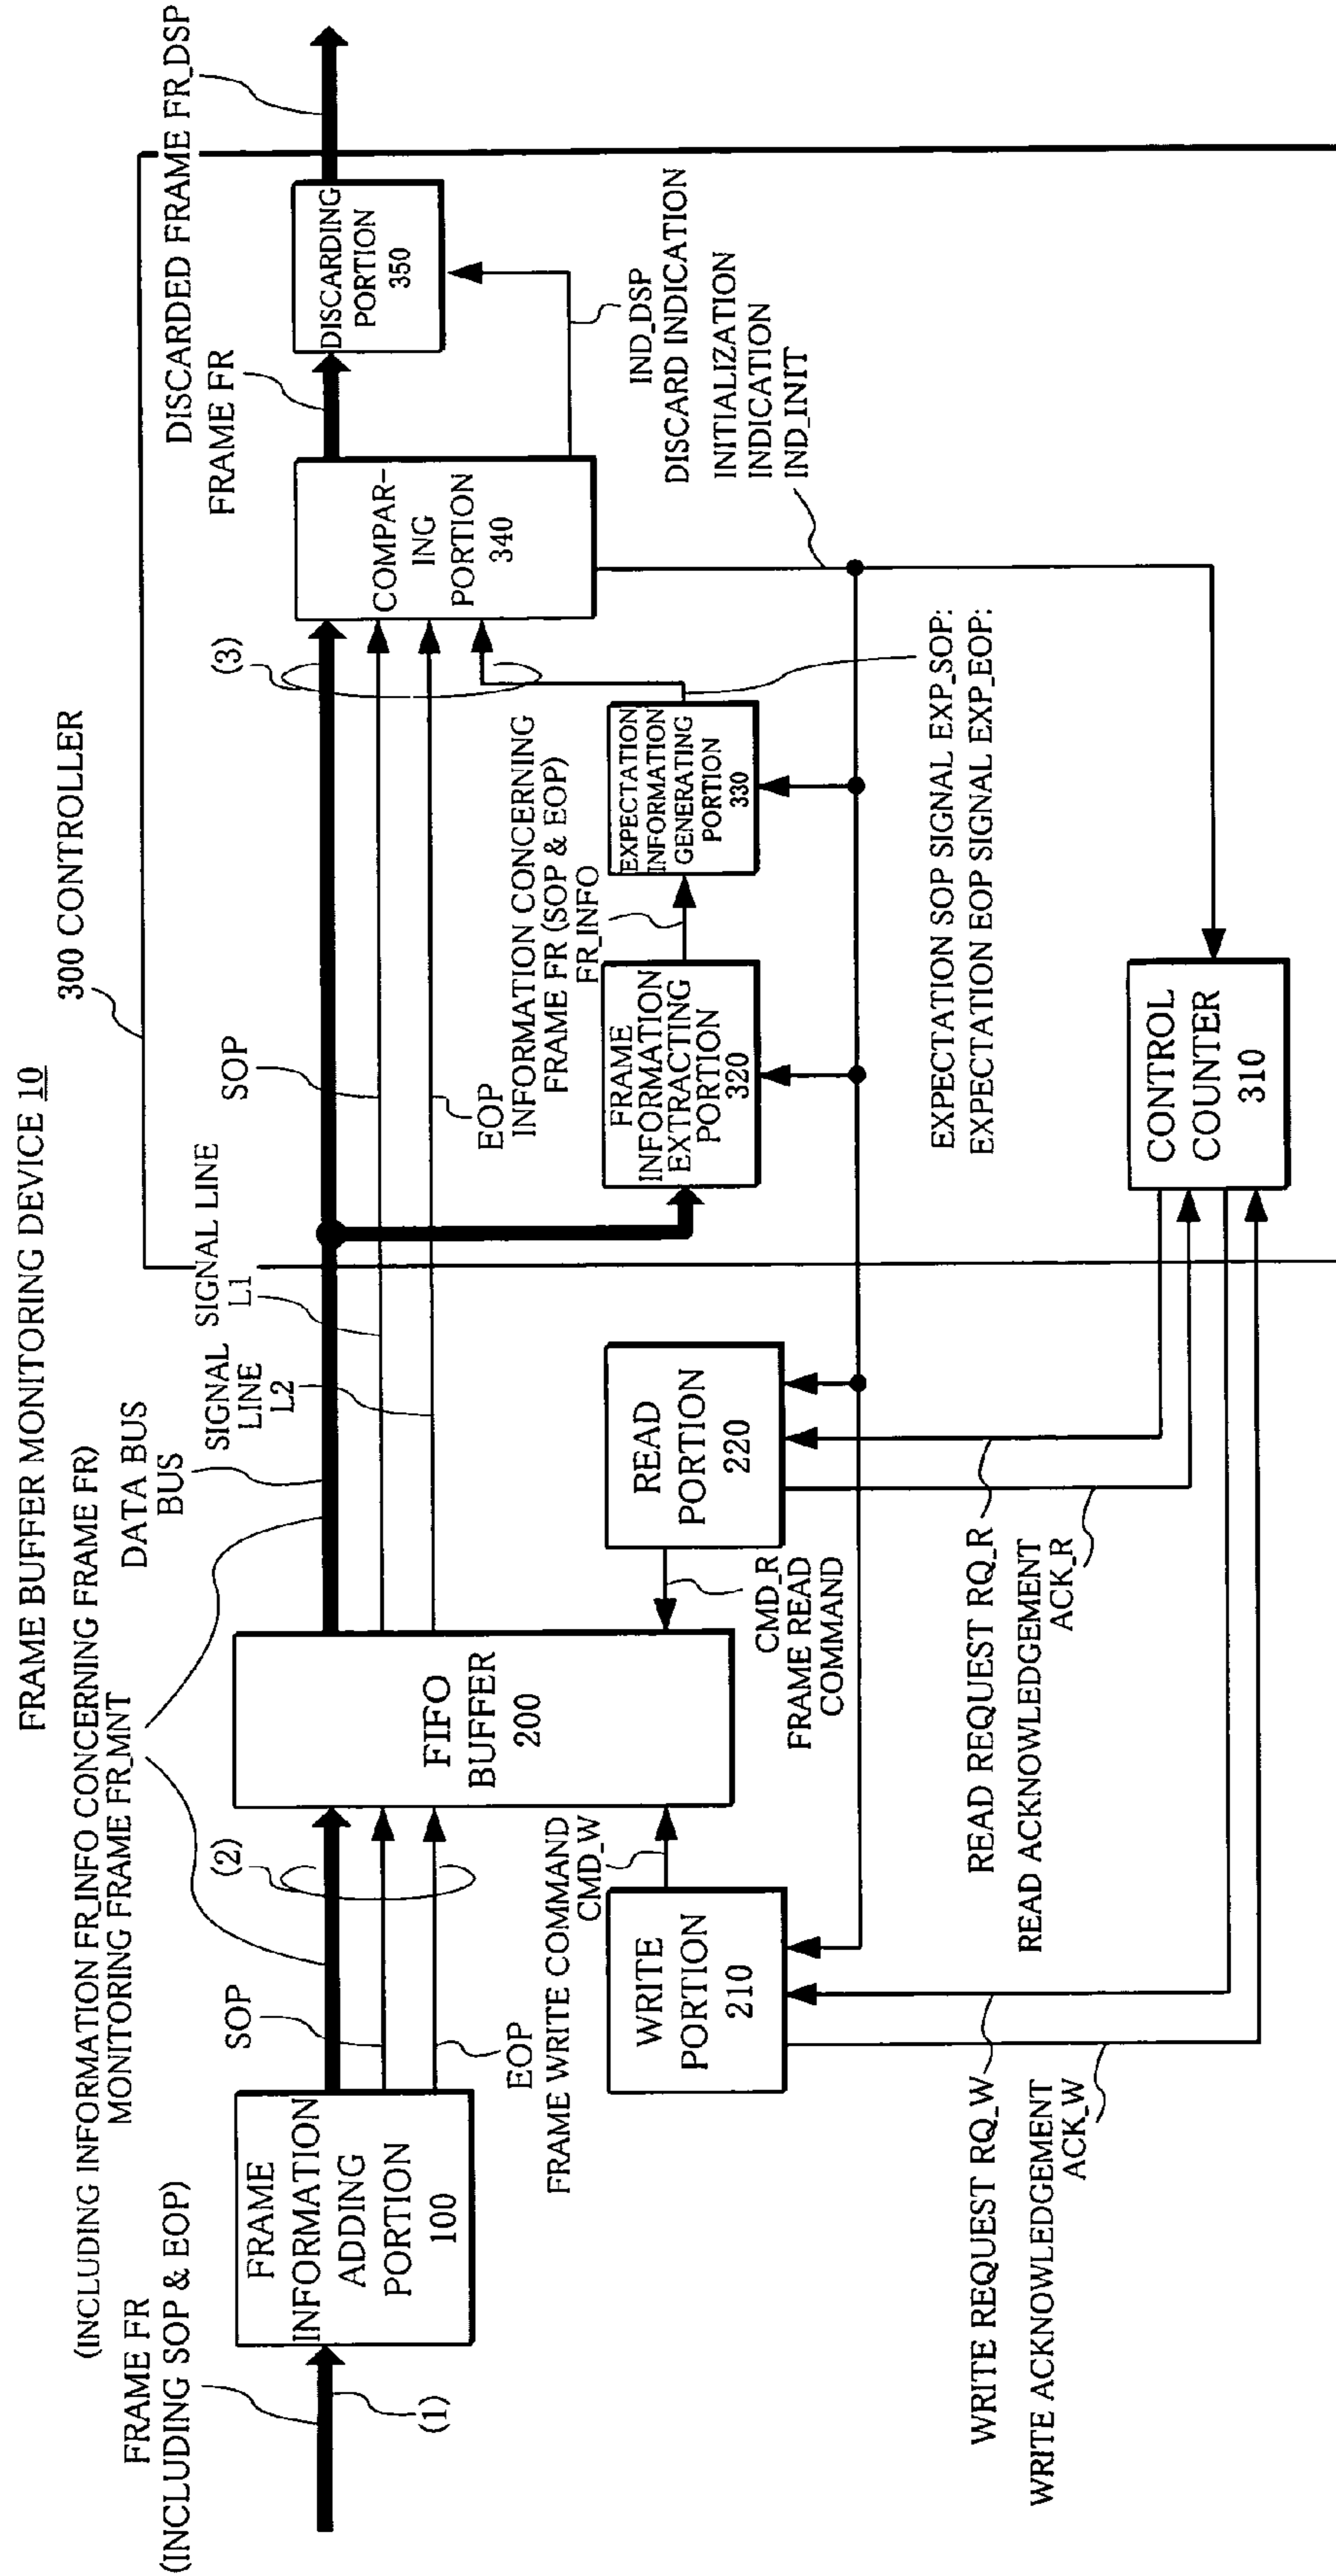 FRAME BUFFER MONITORING DEVICE 10
FRAME FR
(INCLUDING SOP & EOP)
(1)
FRAME
INFORMATION
ADDING
PORTION
100
(INCLUDING INFORMATION FR_INFO CONCERNING FRAME FR)
MONITORING FRAME FR_MNT
SOP
EOP
(2)
FIFO
BUFFER
200
DATA BUS
BUS
SIGNAL
LINE
L2
SIGNAL LINE
L1
300 CONTROLLER
SOP
EOP
(3)
COMPAR-
ING
PORTION
340
FRAME FR
DISCARDING
PORTION
350
DISCARDED FRAME FR_DSP
IND_DSP
DISCARD INDICATION
INITIALIZATION
INDICATION
IND_INIT
INFORMATION CONCERNING
FRAME FR (SOP & EOP)
FR_INFO
FRAME
INFORMATION
EXTRACTING
PORTION
320
EXPECTATION
INFORMATION
GENERATING
PORTION
330
EXPECTATION SOP SIGNAL EXP_SOP:
EXPECTATION EOP SIGNAL EXP_EOP:
FRAME WRITE COMMAND
CMD_W
WRITE
PORTION
210
CMD_R
FRAME READ
COMMAND
READ
PORTION
220
CONTROL
COUNTER
310
READ REQUEST RQ_R
READ ACKNOWLEDGEMENT
ACK_R
WRITE REQUEST RQ_W
WRITE ACKNOWLEDGEMENT
ACK_W